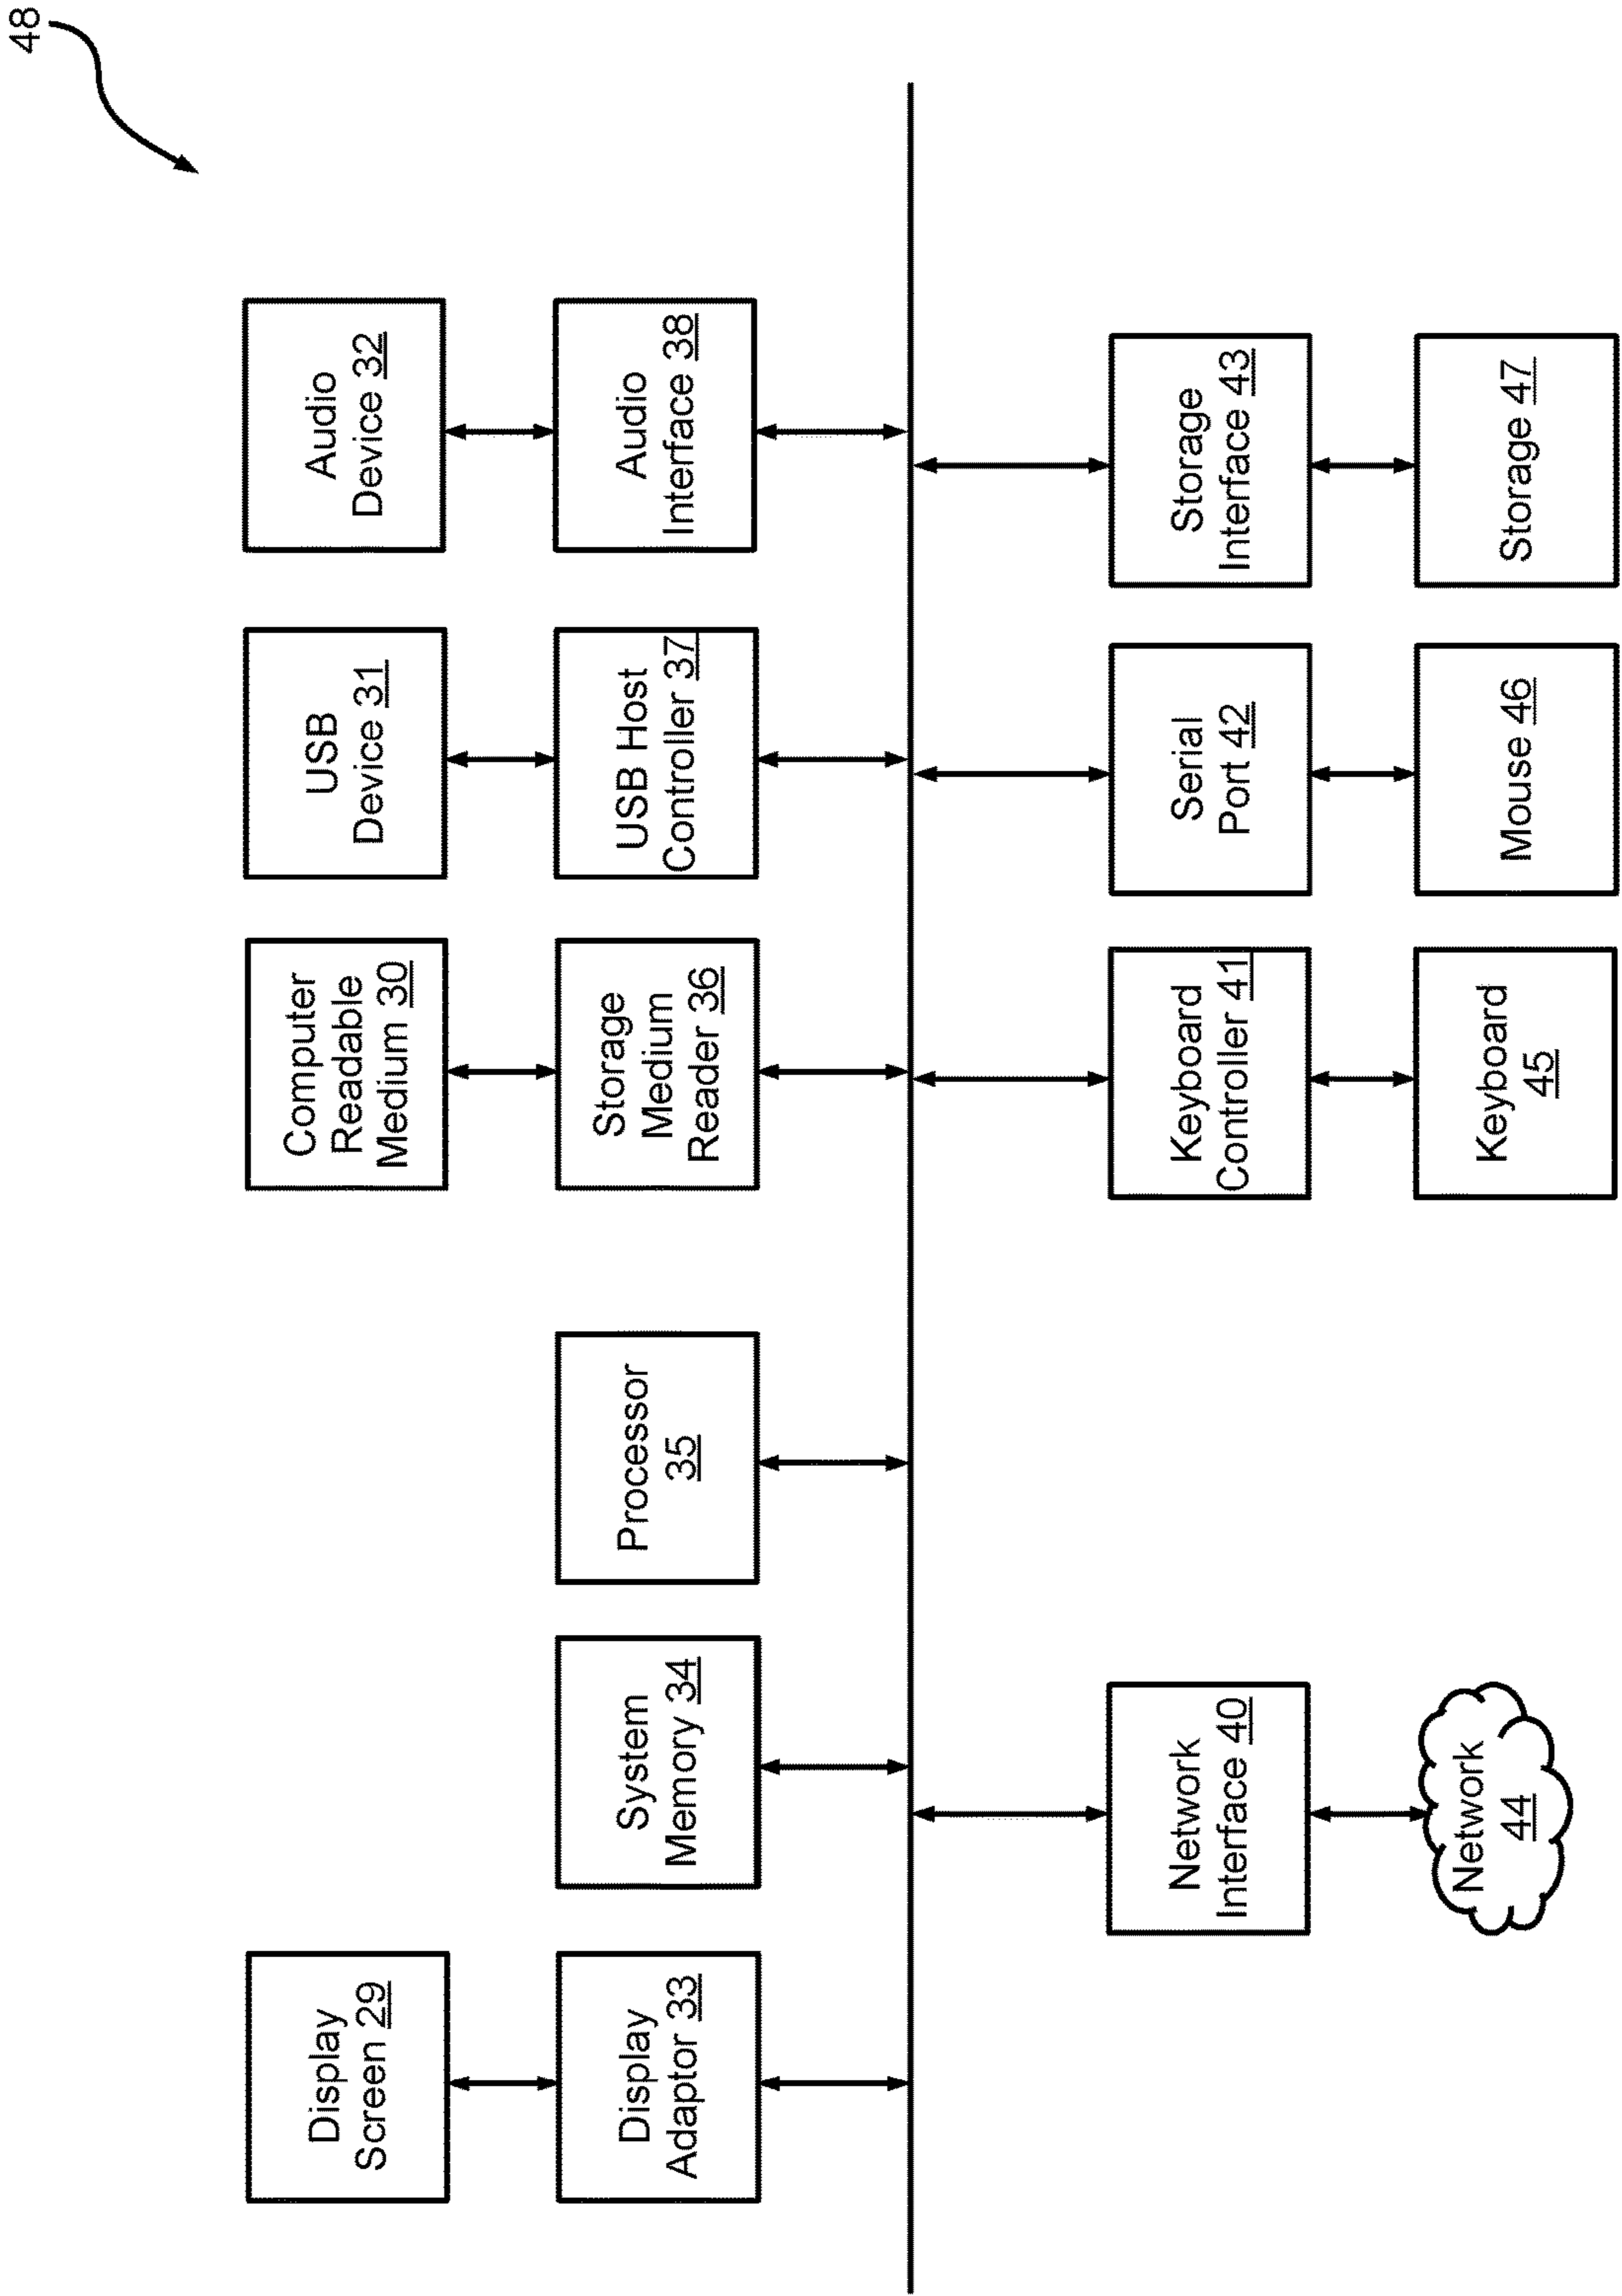 48
Display
Screen 29
Computer
Readable
Medium 30
USB
Device 31
Audio
Device 32
Display
Adaptor 33
System
Memory 34
Processor
35
Storage
Medium
Reader 36
USB Host
Controller 37
Audio
Interface 38
Network
Interface 40
Keyboard
Controller 41
Serial
Port 42
Storage
Interface 43
Network
44
Keyboard
45
Mouse 46
Storage 47